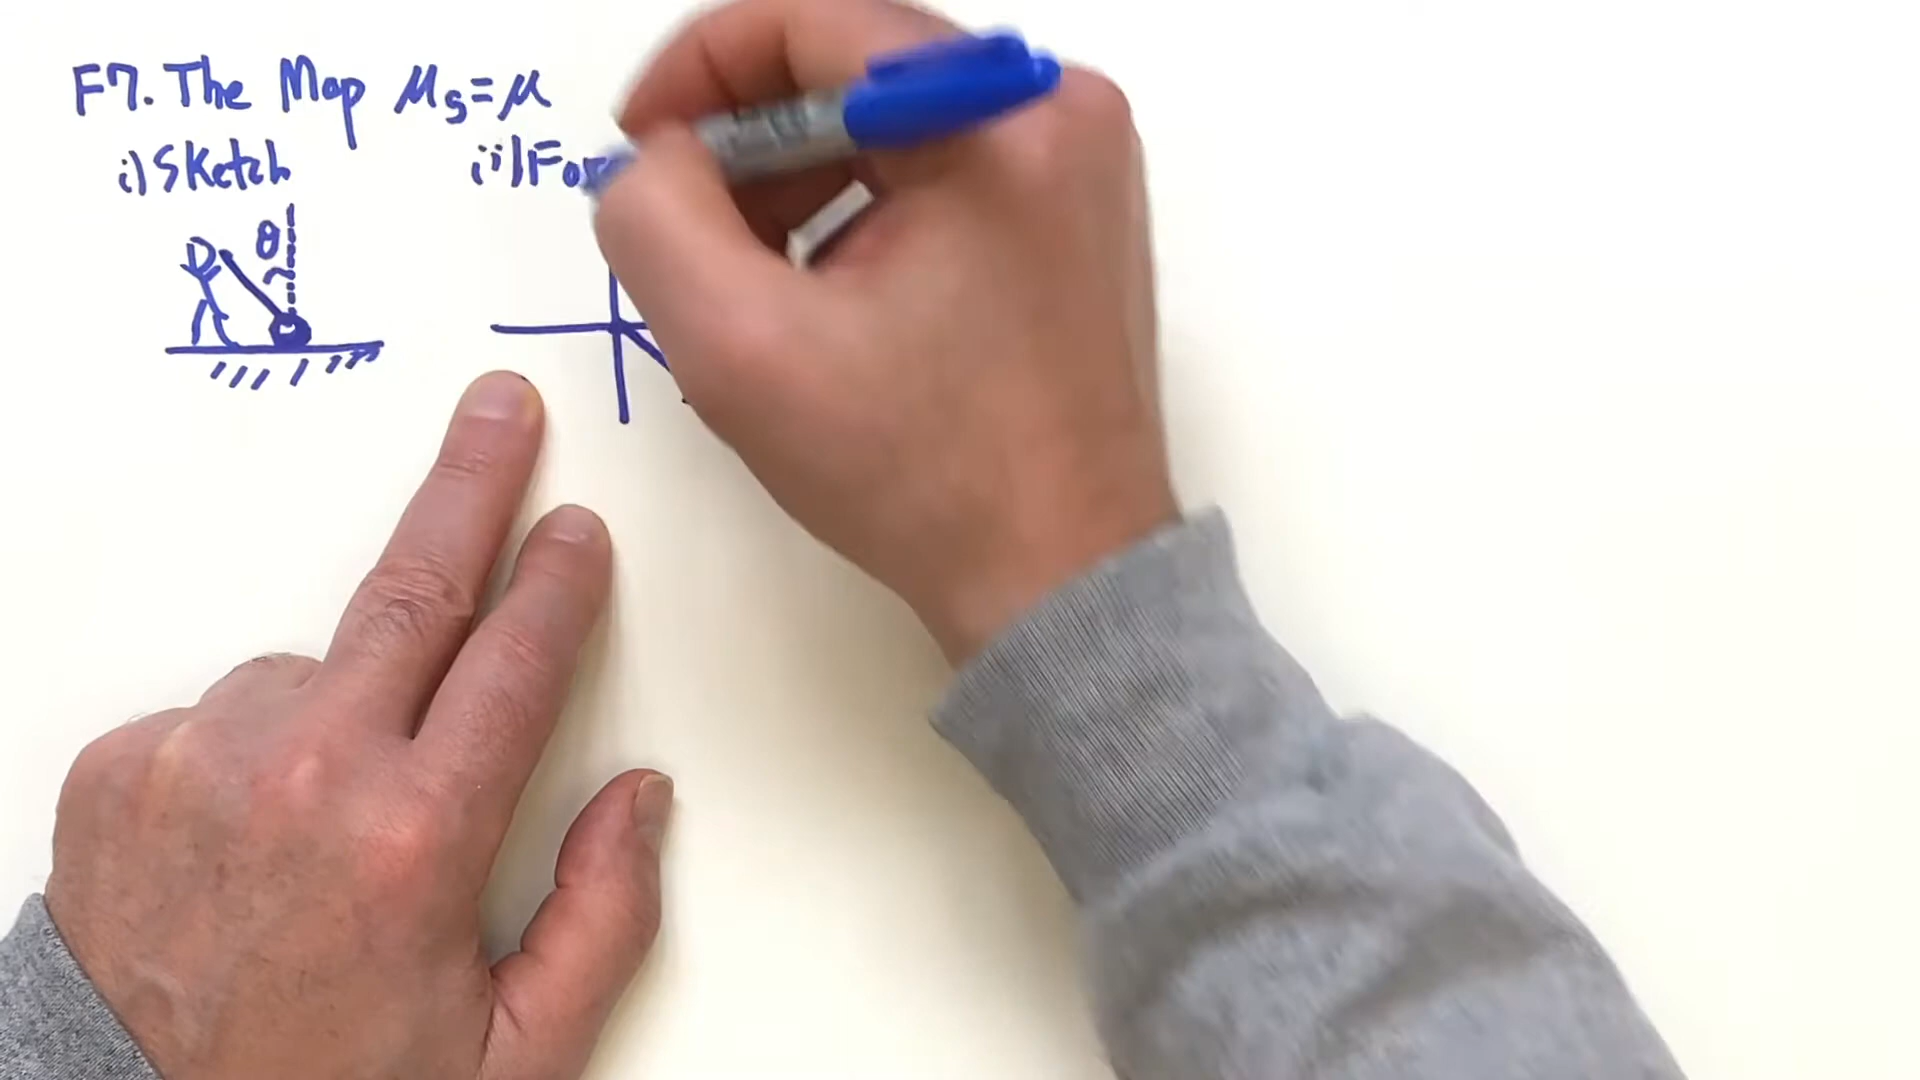 F7. The Mop μs=μ
i) Sketch ii) For
θ